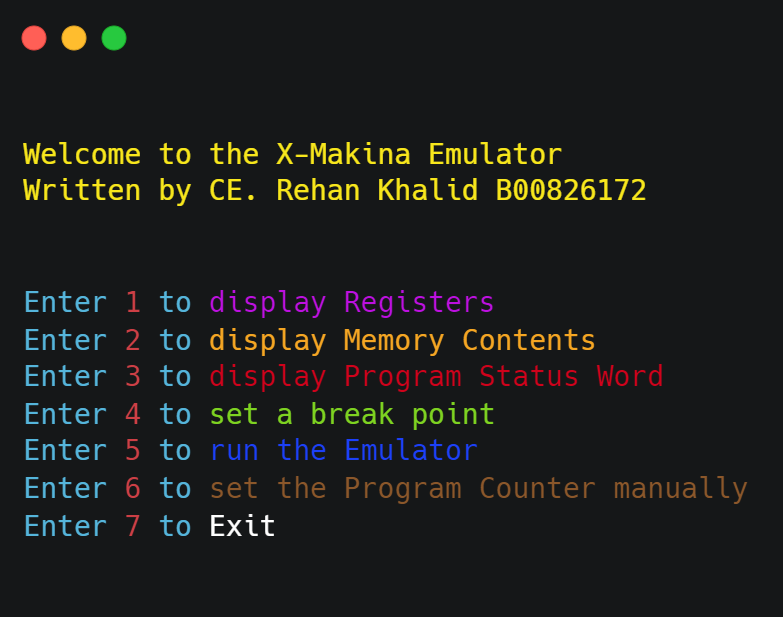 Welcome to the X-Makina Emulator
Written by CE. Rehan Khalid B00826172
Enter 1 to display Registers
Enter 2 to display Memory Contents
Enter 3 to display Program Status Word
Enter 4 to set a break point
Enter 5 to run the Emulator
Enter 6 to set the Program Counter manually
Enter 7 to Exit